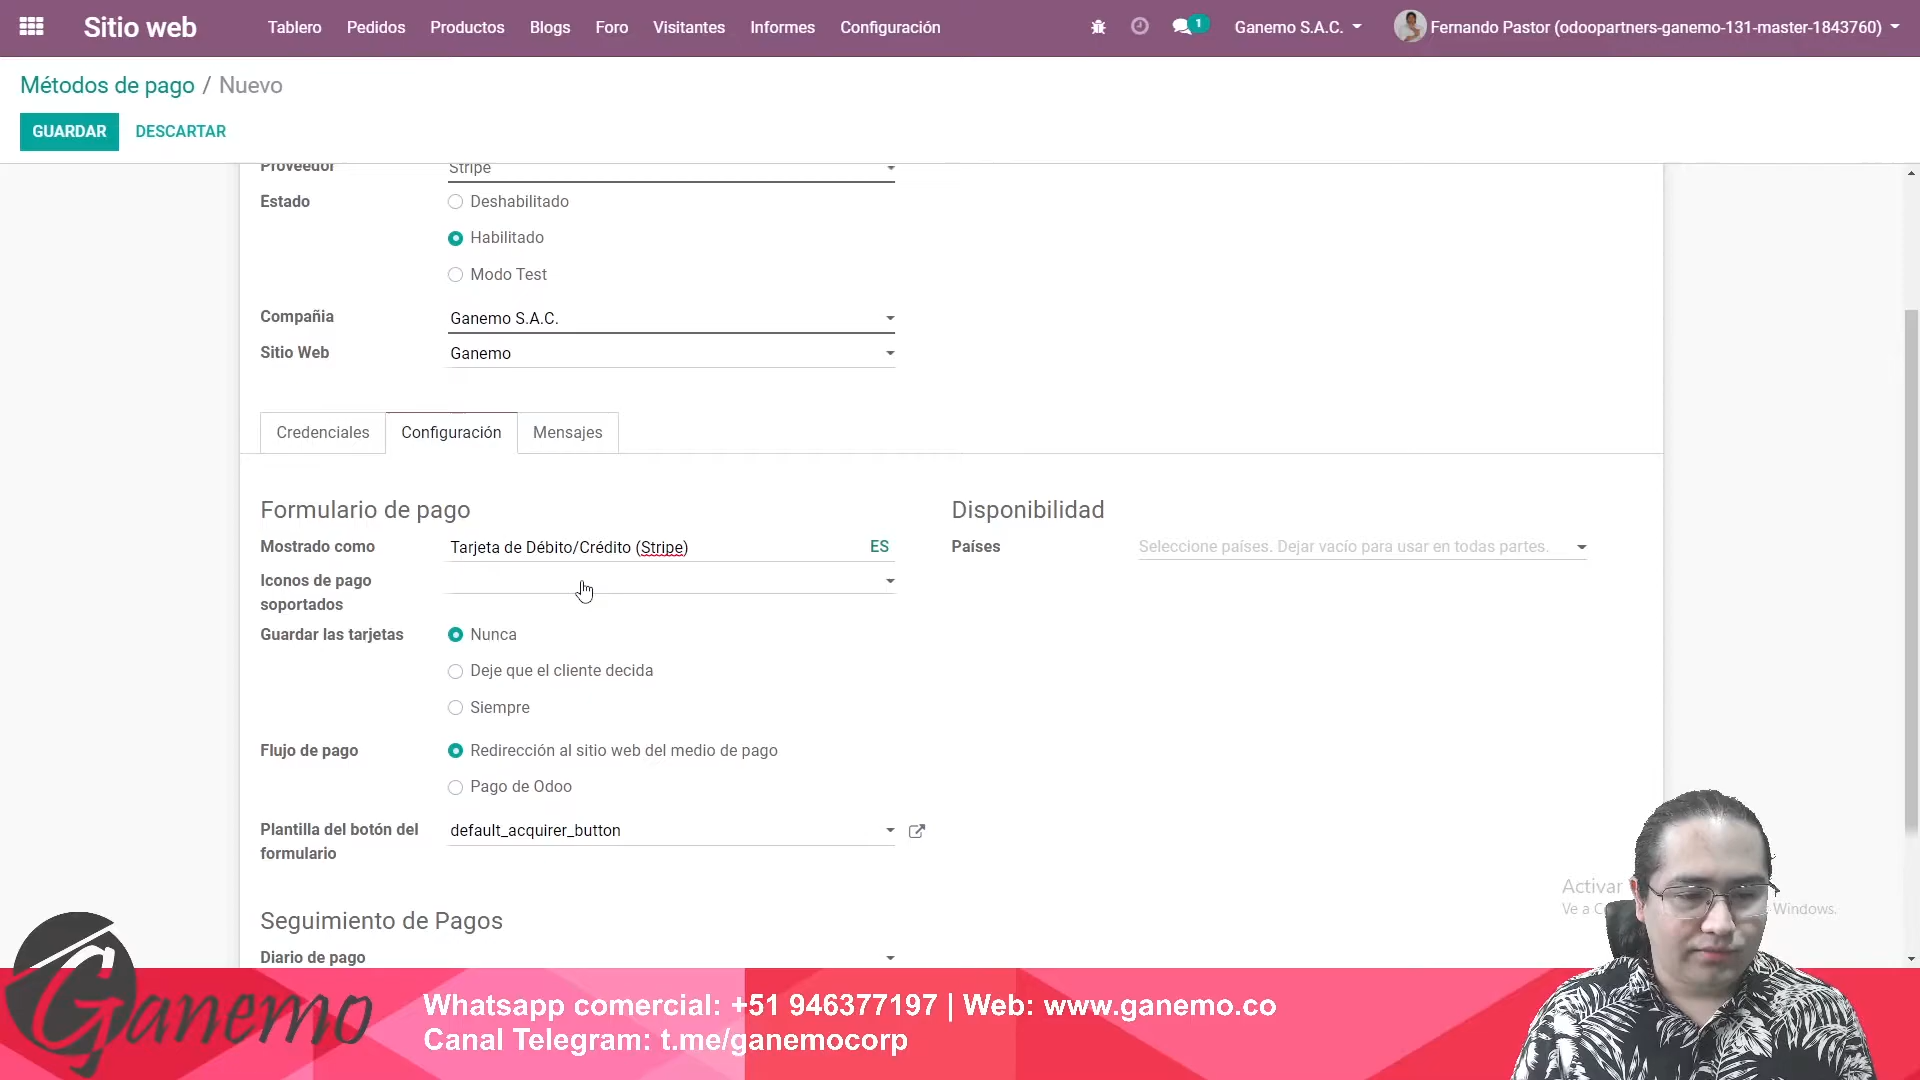 Sitio web
Tablero
Pedidos
Productos
Blogs
Foro
Visitantes
Informes
Configuración
1
Ganemo S.A.C.
Fernando Pastor (odoopartners-ganemo-131-master-1843760)
Métodos de pago / Nuevo
GUARDAR
DESCARTAR
Proveedor
Stripe
Estado
Deshabilitado
Habilitado
Modo Test
Compañia
Ganemo S.A.C.
Sitio Web
Ganemo
Credenciales
Configuración
Mensajes
Formulario de pago
Mostrado como
Tarjeta de Débito/Crédito (Stripe)
ES
Iconos de pago
soportados
Guardar las tarjetas
Nunca
Deje que el cliente decida
Siempre
Flujo de pago
Redirección al sitio web del medio de pago
Pago de Odoo
Plantilla del botón del
formulario
default_acquirer_button
Seguimiento de Pagos
Diario de pago
Disponibilidad
Países
Seleccione países. Dejar vacío para usar en todas partes.
Activar
Ve a
Windows.
Ganemo
Whatsapp comercial: +51 946377197 | Web: www.ganemo.co
Canal Telegram: t.me/ganemocorp